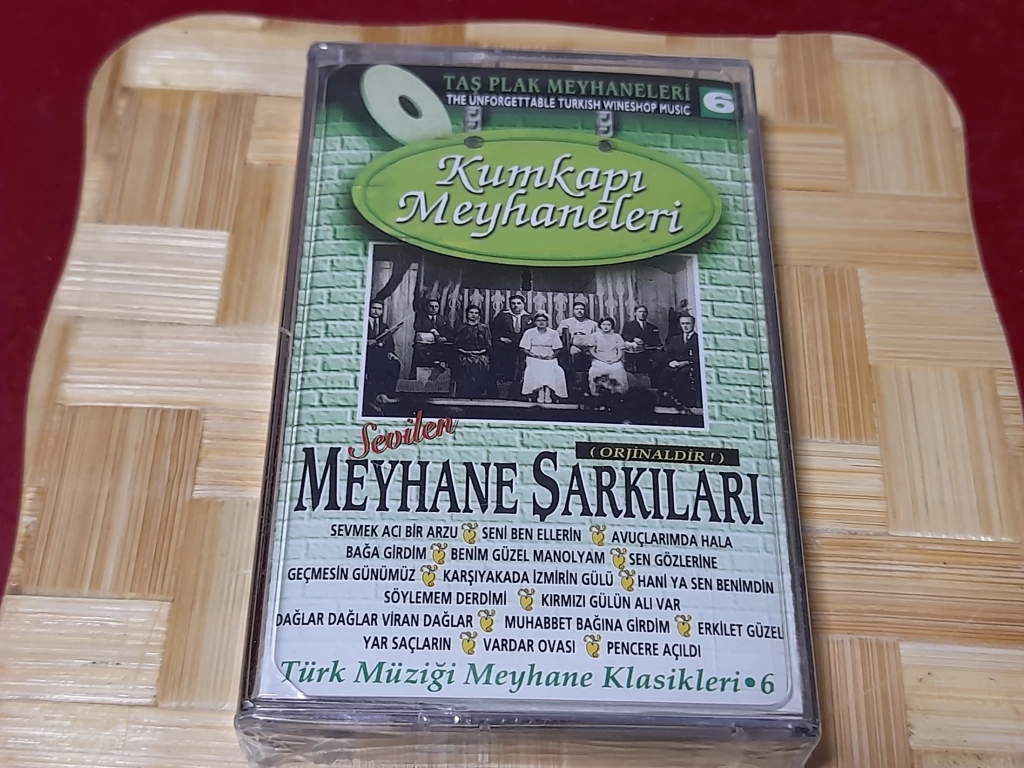 TAŞ PLAK MEYHANELERİ 6
THE UNFORGETTABLE TURKISH WINESHOP MUSIC
Kumkapı
Meyhaneleri
Sevilen
(ORJİNALDİR!)
MEYHANE ŞARKILARI
SEVMEK ACI BİR ARZU SENİ BEN ELLERİN AVUÇLARIMDA HALA
BAĞA GİRDİM BENİM GÜZEL MANOLYAM SEN GÖZLERİNE
GEÇMESİN GÜNÜMÜZ KARŞIYAKADA İZMİRİN GÜLÜ HANİ YA SEN BENİMDİN
SÖYLEMEM DERDİMİ KIRMIZI GÜLÜN ALI VAR
DAĞLAR DAĞLAR VİRAN DAĞLAR MUHABBET BAĞINA GİRDİM ERKİLET GÜZEL
YAR SAÇLARIN VARDAR OVASI PENCERE AÇILDI
Türk Müziği Meyhane Klasikleri•6